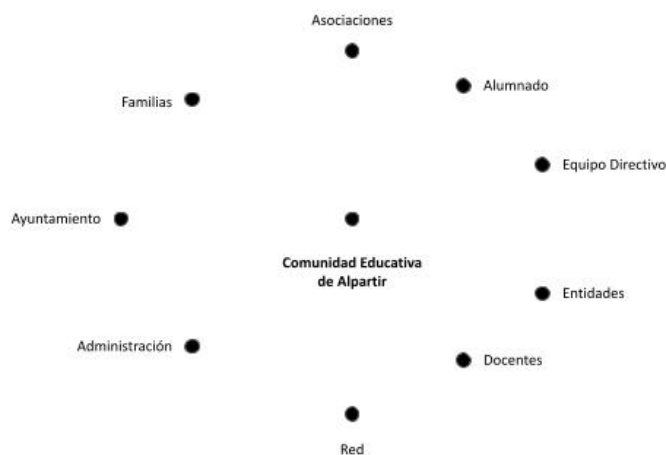 Asociaciones
Alumnado
Familias
Equipo Directivo
Ayuntamiento
Comunidad Educativa
de Alpartir
Entidades
Administración
Docentes
Red